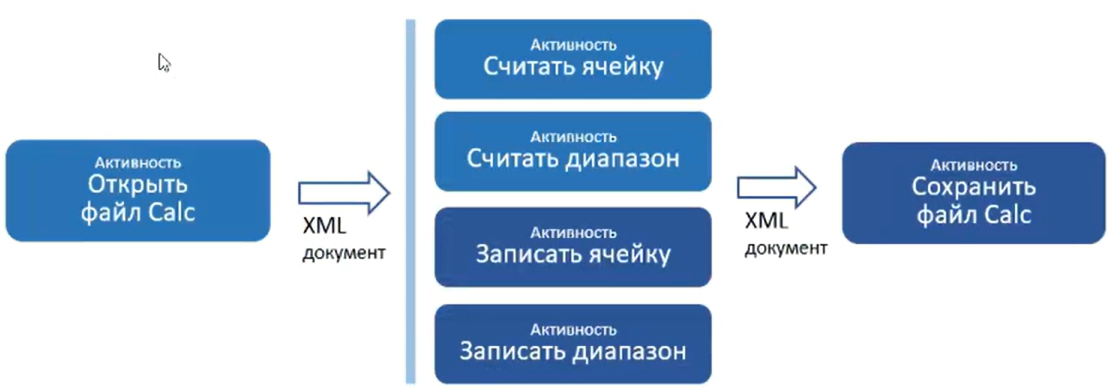 Активность
Открыть
файл Calc
XML
документ
Активность
Считать ячейку
Активность
Считать диапазон
Активность
Записать ячейку
Активность
Записать диапазон
XML
документ
Активность
Сохранить
файл Calc